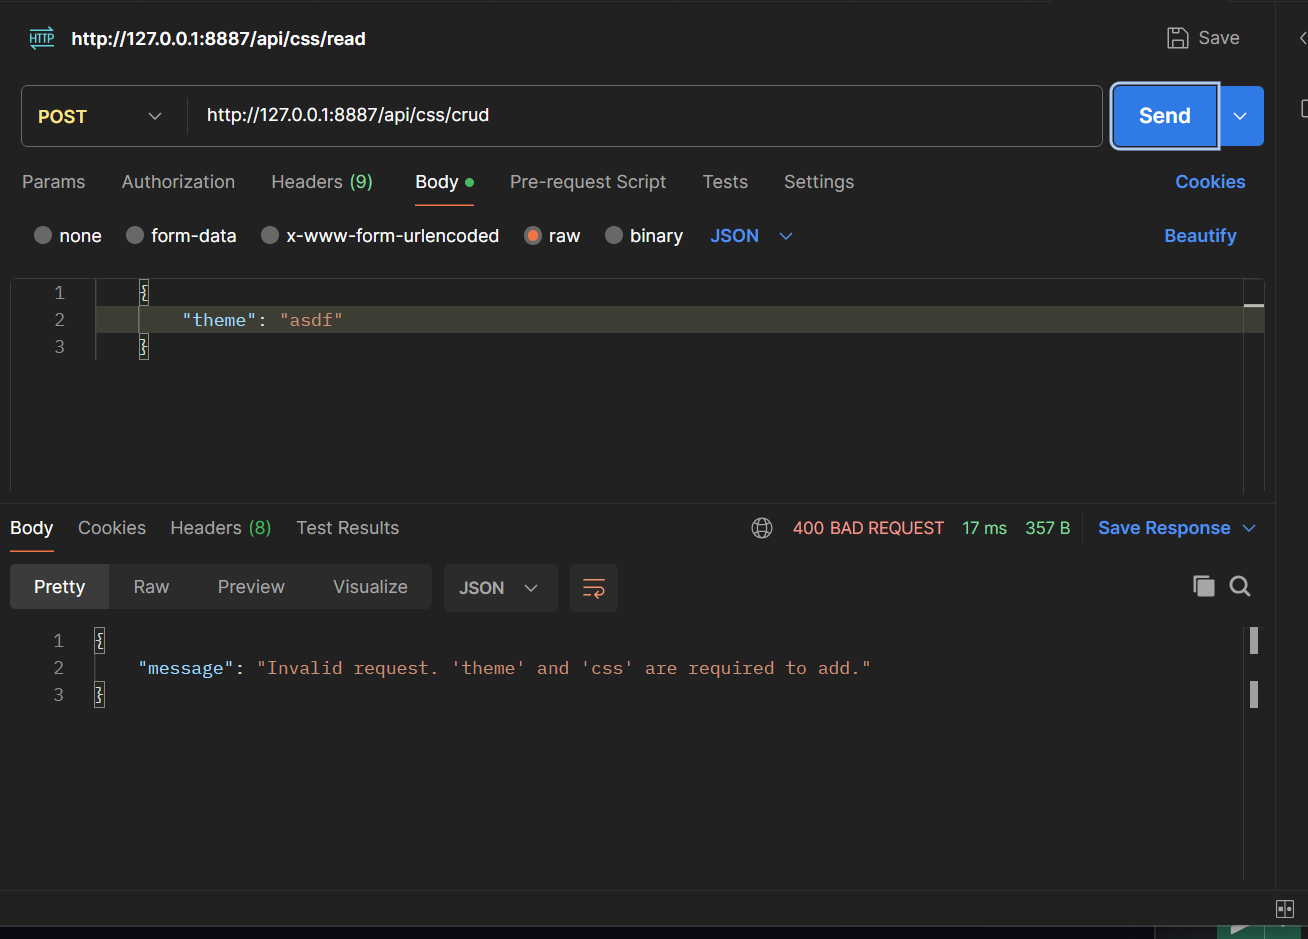 HTTP http://127.0.0.1:8887/api/css/read Save
POST http://127.0.0.1:8887/api/css/crud Send
Params Authorization Headers (9) Body Pre-request Script Tests Settings Cookies
none form-data x-www-form-urlencoded raw binary JSON Beautify
1 {
2 "theme": "asdf"
3 }
Body Cookies Headers (8) Test Results 400 BAD REQUEST 17 ms 357 B Save Response
Pretty Raw Preview Visualize JSON
1 {
2 "message": "Invalid request. 'theme' and 'css' are required to add."
3 }